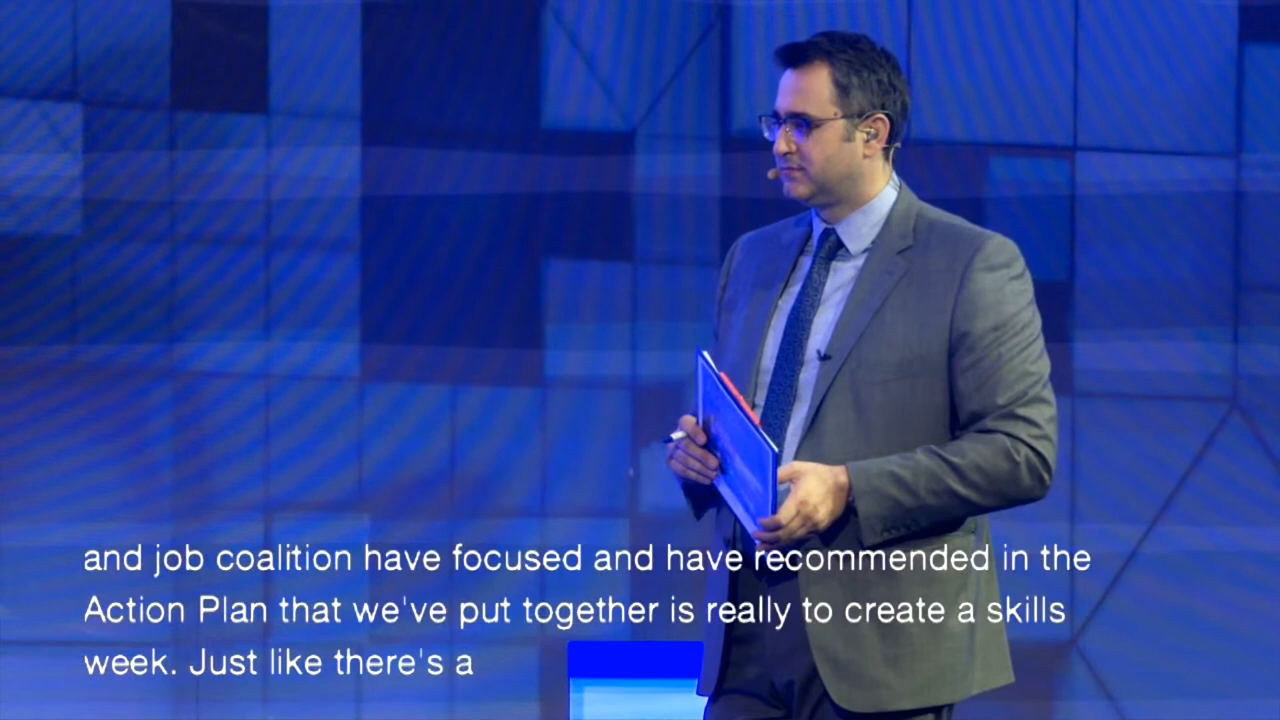 and job coalition have focused and have recommended in the
Action Plan that we've put together is really to create a skills
week. Just like there's a